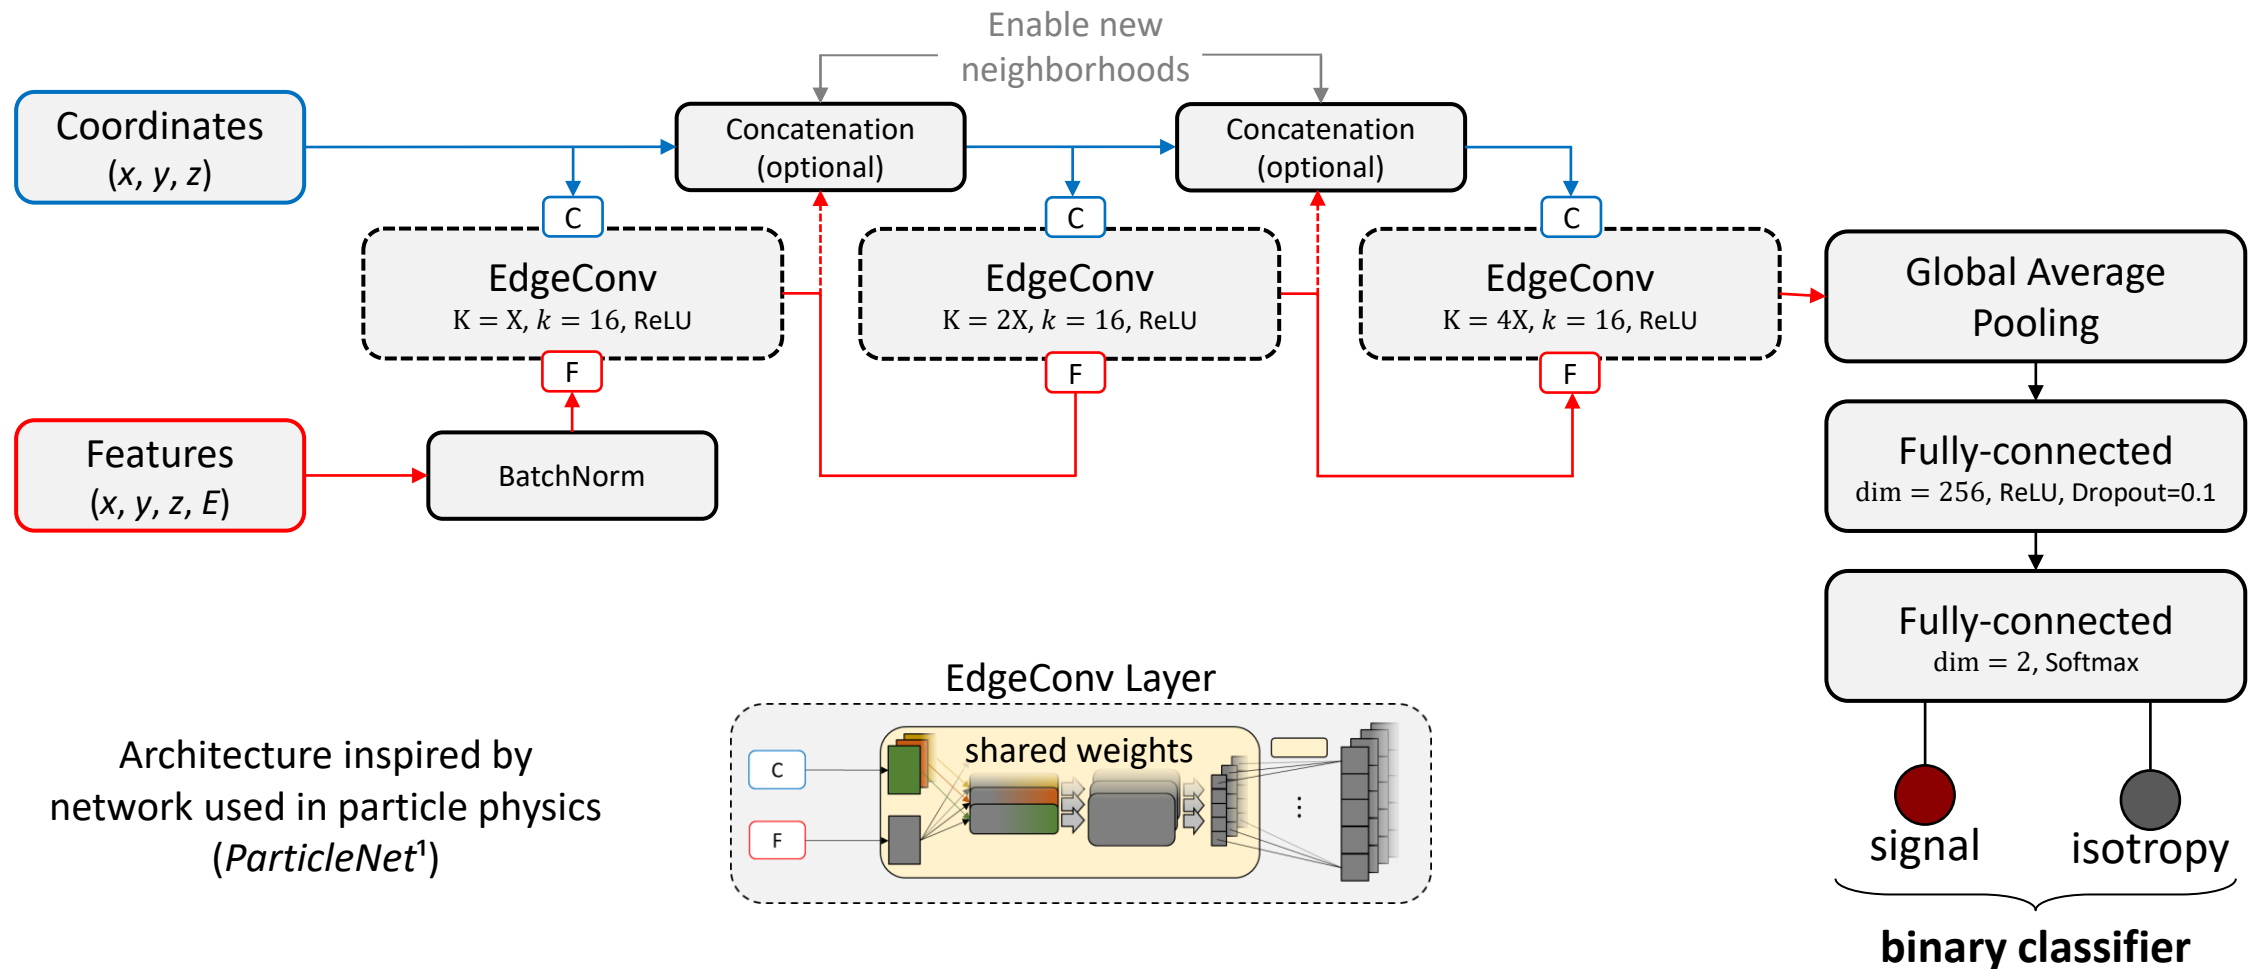 Enable new
neighborhoods
Coordinates
(x, y, z)
Concatenation
(optional)
Concatenation
(optional)
C
C
C
EdgeConv
K = X, k = 16, ReLU
EdgeConv
K = 2X, k = 16, ReLU
EdgeConv
K = 4X, k = 16, ReLU
Global Average
Pooling
F
F
F
Features
(x, y, z, E)
BatchNorm
Fully-connected
dim = 256, ReLU, Dropout=0.1
Fully-connected
dim = 2, Softmax
EdgeConv Layer
shared weights
C
F
⋮
Architecture inspired by
network used in particle physics
(ParticleNet¹)
signal
isotropy
binary classifier